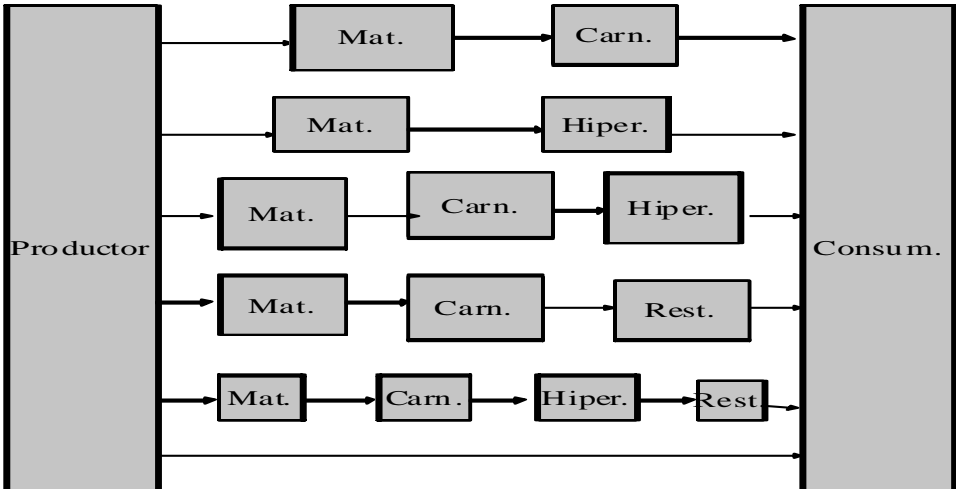 Mat.
Carn.
Mat.
Hiper.
Mat.
Carn.
Hiper.
Productor
Consum.
Mat.
Carn.
Rest.
Mat.
Carn.
Hiper.
Rest.